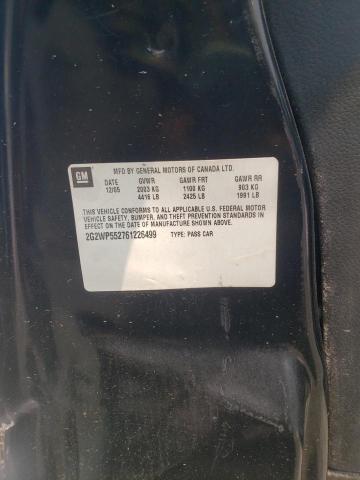 MFD BY GENERAL MOTORS OF CANADA LTD.
GM DATE GVWR GAWR FRT GAWR RR
12/05 2003 KG 1100 KG 903 KG
4416 LB 2425 LB 1991 LB
THIS VEHICLE CONFORMS TO ALL APPLICABLE U.S. FEDERAL MOTOR
VEHICLE SAFETY, BUMPER, AND THEFT PREVENTION STANDARDS
IN EFFECT ON THE DATE OF MANUFACTURE SHOWN ABOVE.
2G2WP552761226499 TYPE: PASS CAR